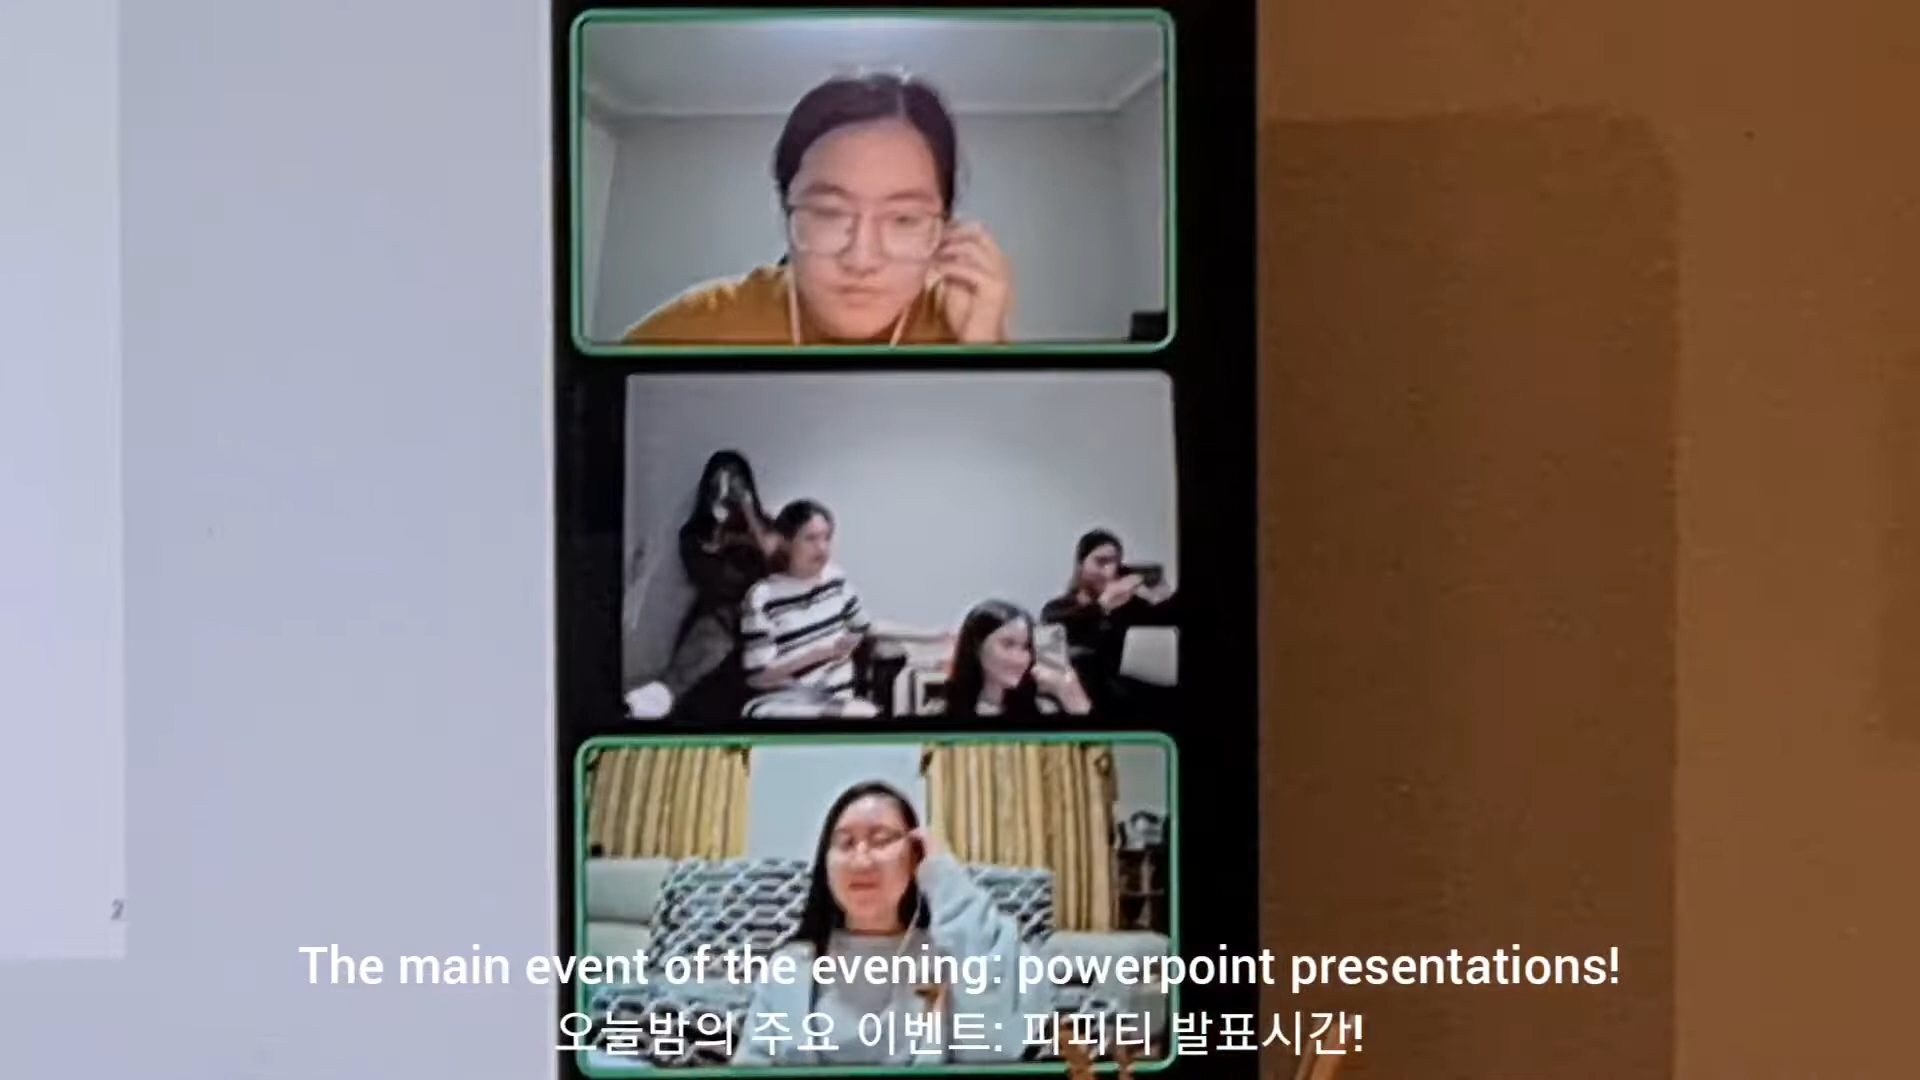 2
The main event of the evening: powerpoint presentations!
오늘밤의 주요 이벤트: 피피티 발표시간!